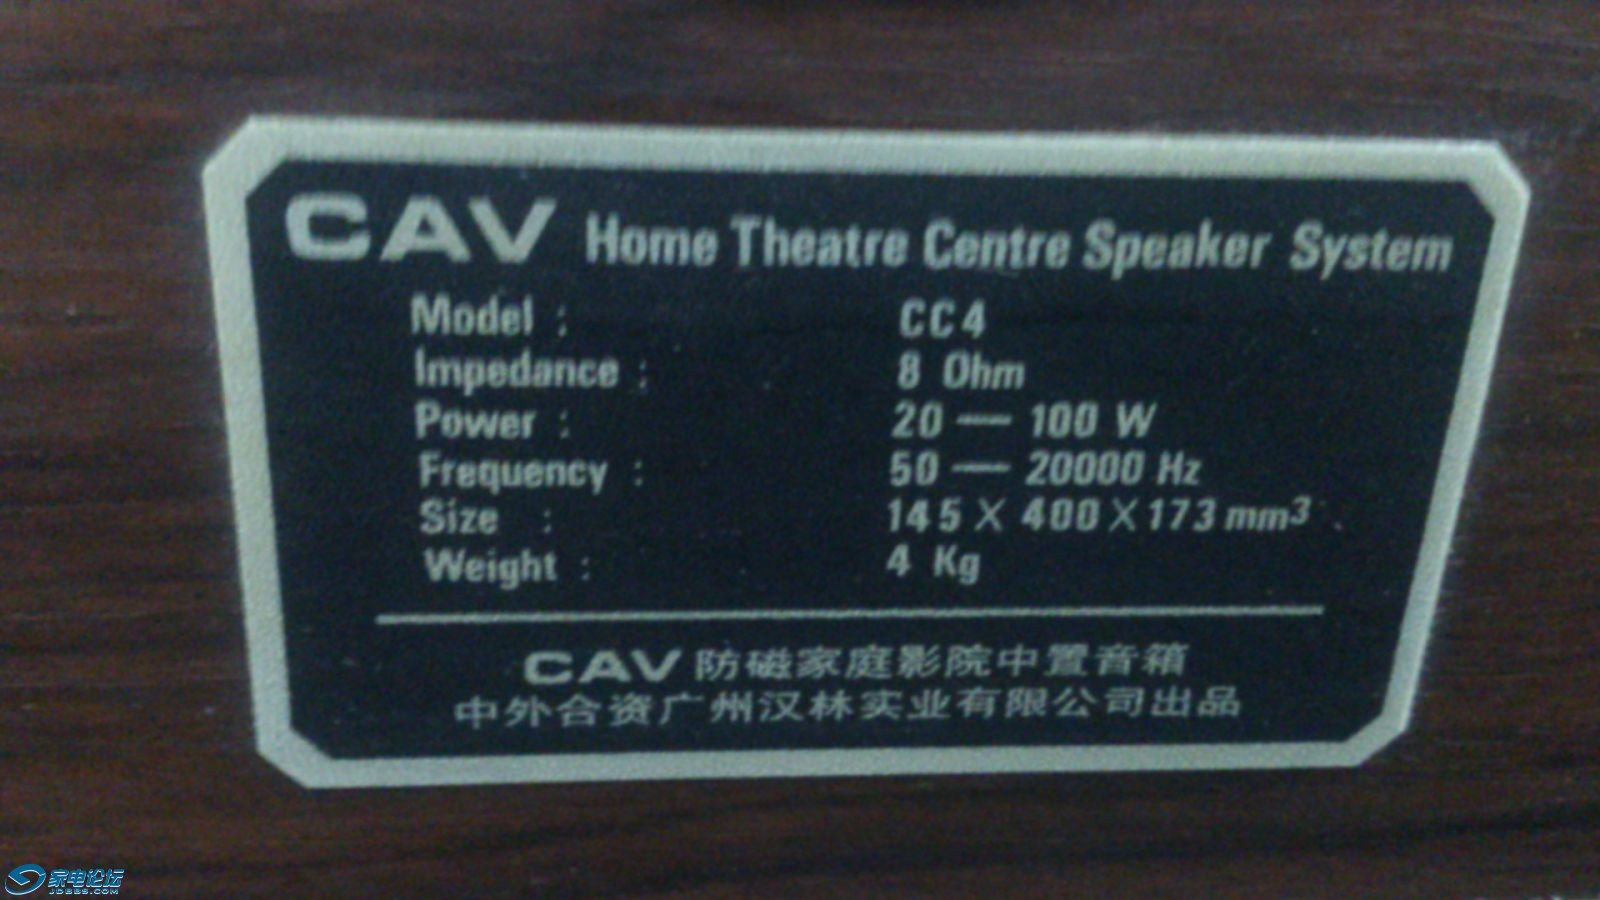 CAV Home Theatre Centre Speaker System
Model : CC4
Impedance : 8 Ohm
Power : 20 — 100 W
Frequency : 50 — 20000 Hz
Size : 145 X 400 X 173 mm³
Weight : 4 Kg
CAV 防磁家庭影院中置音箱
中外合资广州汉林实业有限公司出品
家电论坛
JDBBS.COM